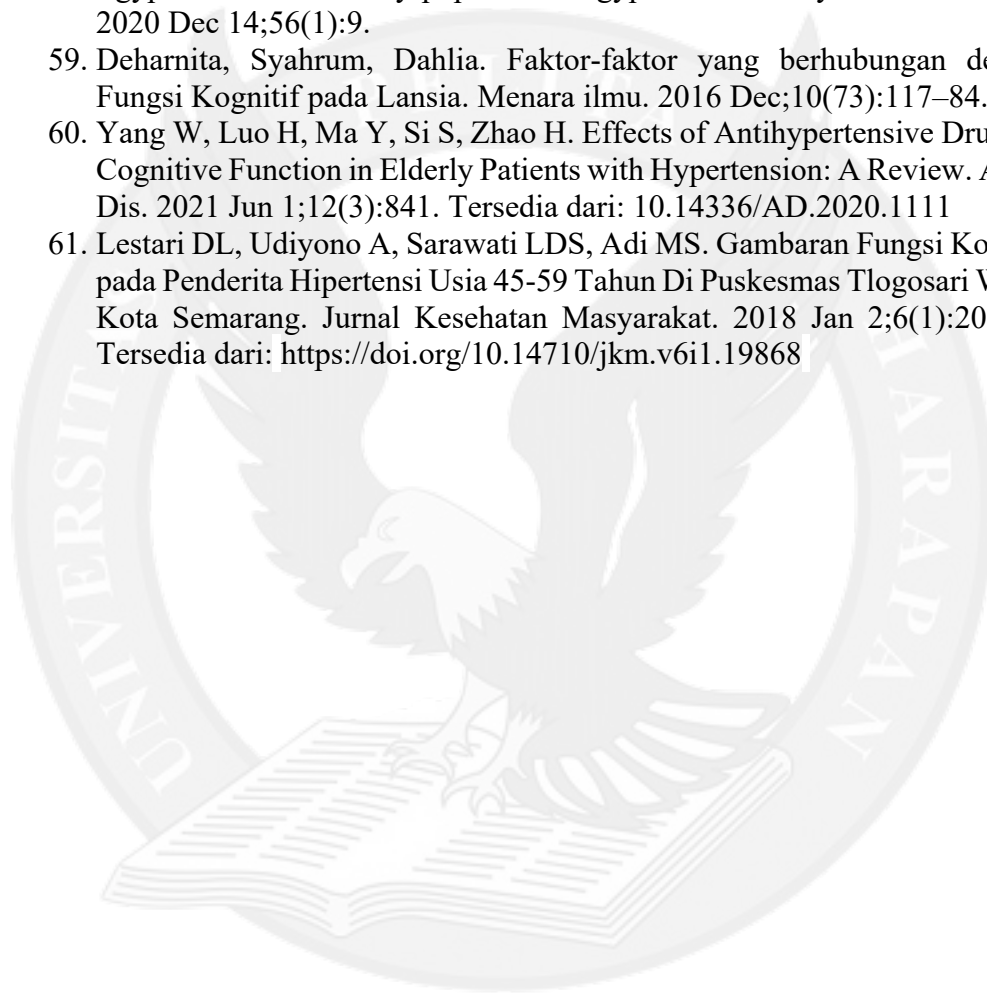 2020 Dec 14;56(1):9.
59. Deharnita, Syahrum, Dahlia. Faktor-faktor yang berhubungan
Fungsi Kognitif pada Lansia. Menara ilmu. 2016 Dec;10(73):117–84.
60. Yang W, Luo H, Ma Y, Si S, Zhao H. Effects of Antihypertensive
Cognitive Function in Elderly Patients with Hypertension: A Review.
Dis. 2021 Jun 1;12(3):841. Tersedia dari: 10.14336/AD.2020.1111
61. Lestari DL, Udiyono A, Sarawati LDS, Adi MS. Gambaran Fungsi
pada Penderita Hipertensi Usia 45-59 Tahun Di Puskesmas Tlogosari
Kota Semarang. Jurnal Kesehatan Masyarakat. 2018 Jan 2;6(1):20
Tersedia dari: https://doi.org/10.14710/jkm.v6i1.19868
UNIVERSITAS PELITA HARAPAN